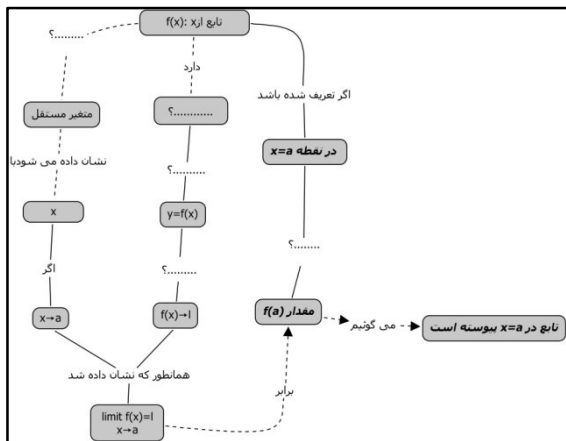 f(x): xتابع از
؟.........
دارد
اگر تعریف شده باشد
متغیر مستقل
؟............
نشان داده می شودبا
؟..........
در نقطه x=a
x
y=f(x)
اگر
؟.........
؟........
x→a
f(x)→l
مقدار f(a)
می گوئیم
تابع در x=a پیوسته است
همانطور که نشان داده شد
برابر
limit f(x)=l
x→a